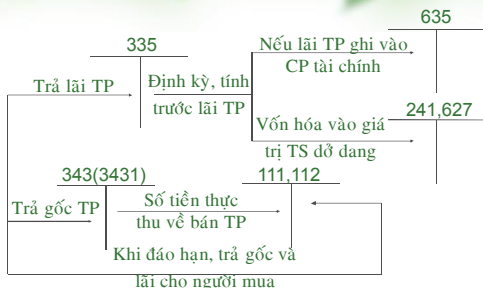 635
335
Nếu lãi TP ghi vào
CP tài chính
Trả lãi TP
Định kỳ, tính
trước lãi TP
241,627
Vốn hóa vào giá
trị TS dở dang
343(3431)
111,112
Trả gốc TP
Số tiền thực
thu về bán TP
Khi đáo hạn, trả gốc và
lãi cho người mua